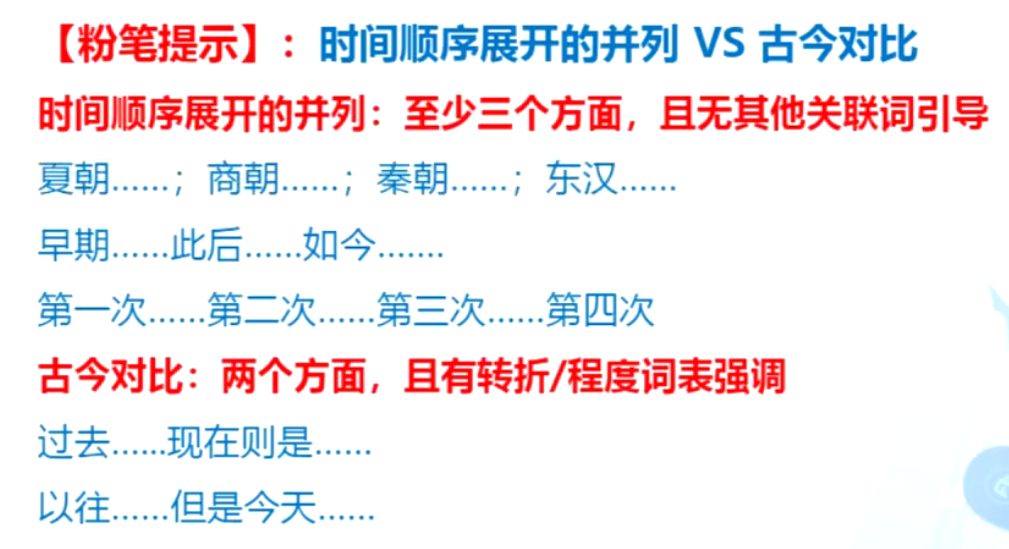 【粉笔提示】：时间顺序展开的并列 VS 古今对比
时间顺序展开的并列：至少三个方面，且无其他关联词引导
夏朝......；商朝......；秦朝......；东汉......
早期......此后......如今.......
第一次......第二次......第三次......第四次
古今对比：两个方面，且有转折/程度词表强调
过去......现在则是......
以往......但是今天......